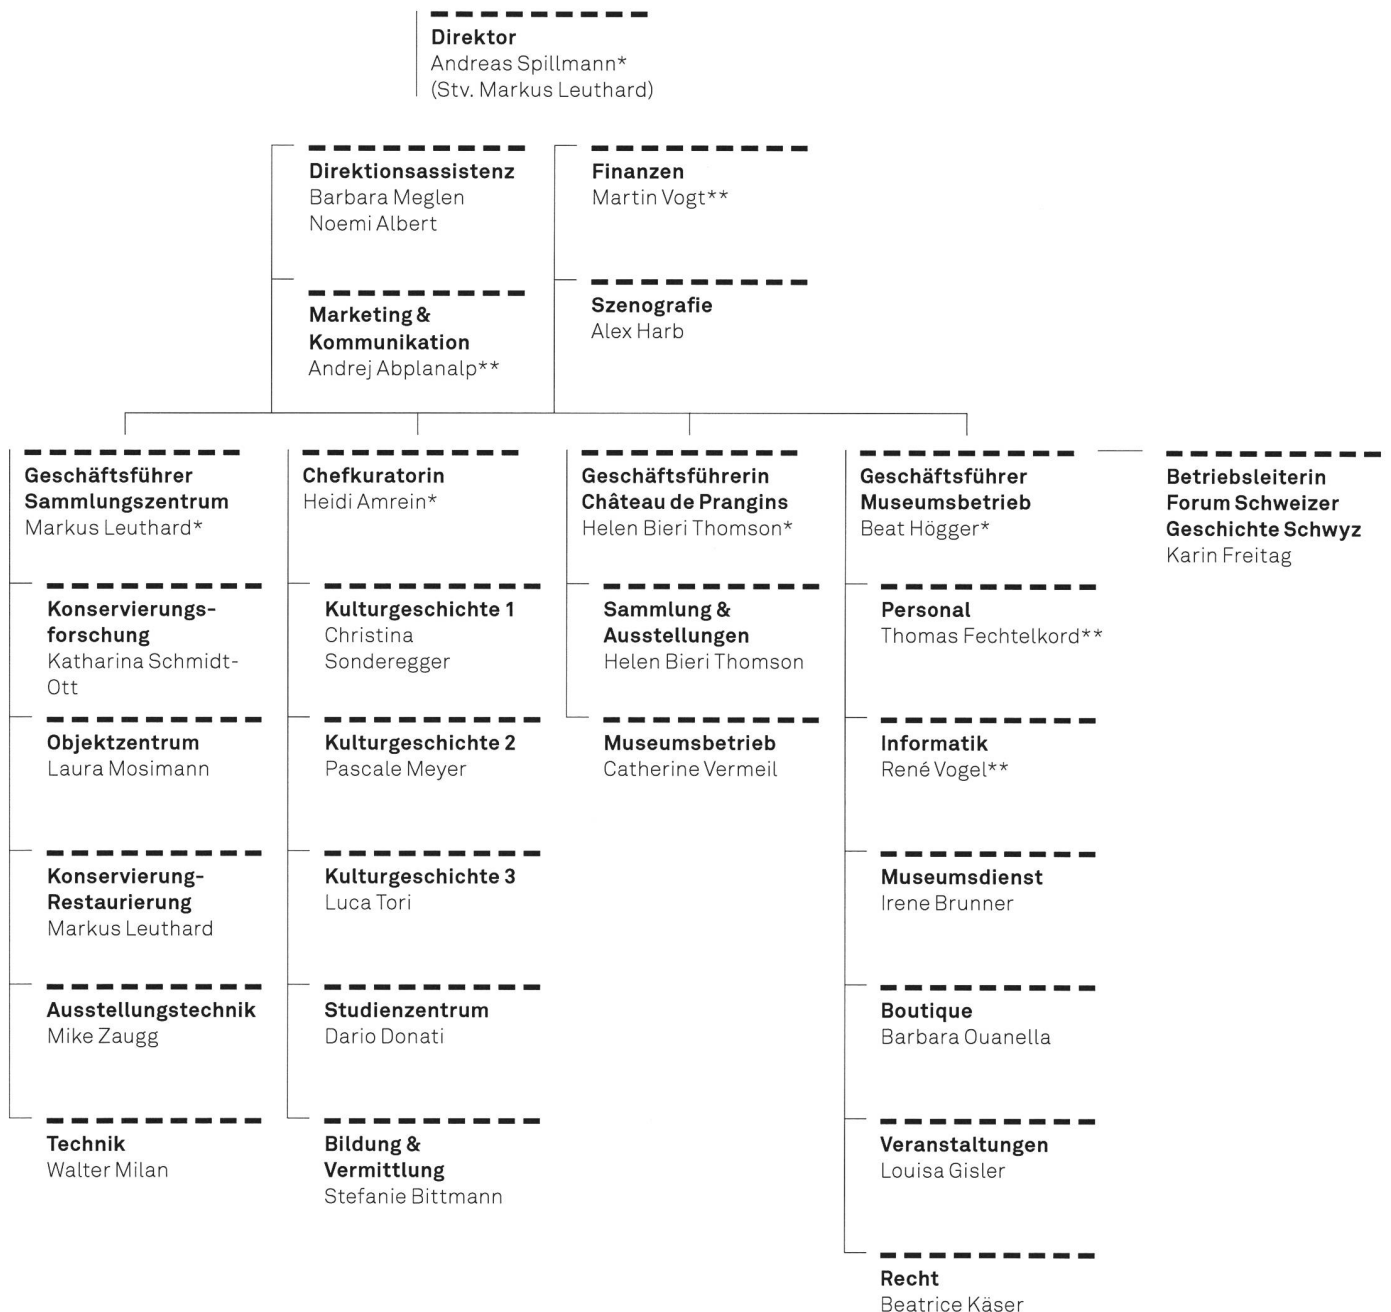 Direktor
Andreas Spillmann*
(Stv. Markus Leuthard)
Direktionsassistenz
Barbara Meglen
Noemi Albert
Finanzen
Martin Vogt**
Marketing &
Kommunikation
Andrej Abplanalp**
Szenografie
Alex Harb
Geschäftsführer
Sammlungszentrum
Markus Leuthard*
Konservierungs-
forschung
Katharina Schmidt-
Ott
Objektzentrum
Laura Mosimann
Konservierung-
Restaurierung
Markus Leuthard
Ausstellungstechnik
Mike Zaugg
Technik
Walter Milan
Chefkuratorin
Heidi Amrein*
Kulturgeschichte 1
Christina
Sonderegger
Kulturgeschichte 2
Pascale Meyer
Kulturgeschichte 3
Luca Tori
Studienzentrum
Dario Donati
Bildung &
Vermittlung
Stefanie Bittmann
Geschäftsführerin
Château de Prangins
Helen Bieri Thomson*
Sammlung &
Ausstellungen
Helen Bieri Thomson
Museumsbetrieb
Catherine Vermeil
Geschäftsführer
Museumsbetrieb
Beat Högger*
Personal
Thomas Fechtelkord**
Informatik
René Vogel**
Museumsdienst
Irene Brunner
Boutique
Barbara Ouanella
Veranstaltungen
Louisa Gisler
Recht
Beatrice Käser
Betriebsleiterin
Forum Schweizer
Geschichte Schwyz
Karin Freitag